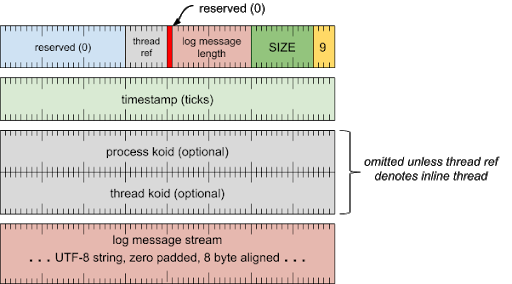 reserved (0)
reserved (0)
thread
ref
log message
length
SIZE
9
timestamp (ticks)
process koid (optional)
thread koid (optional)
omitted unless thread ref
denotes inline thread
log message stream
. . . UTF-8 string, zero padded, 8 byte aligned . . .